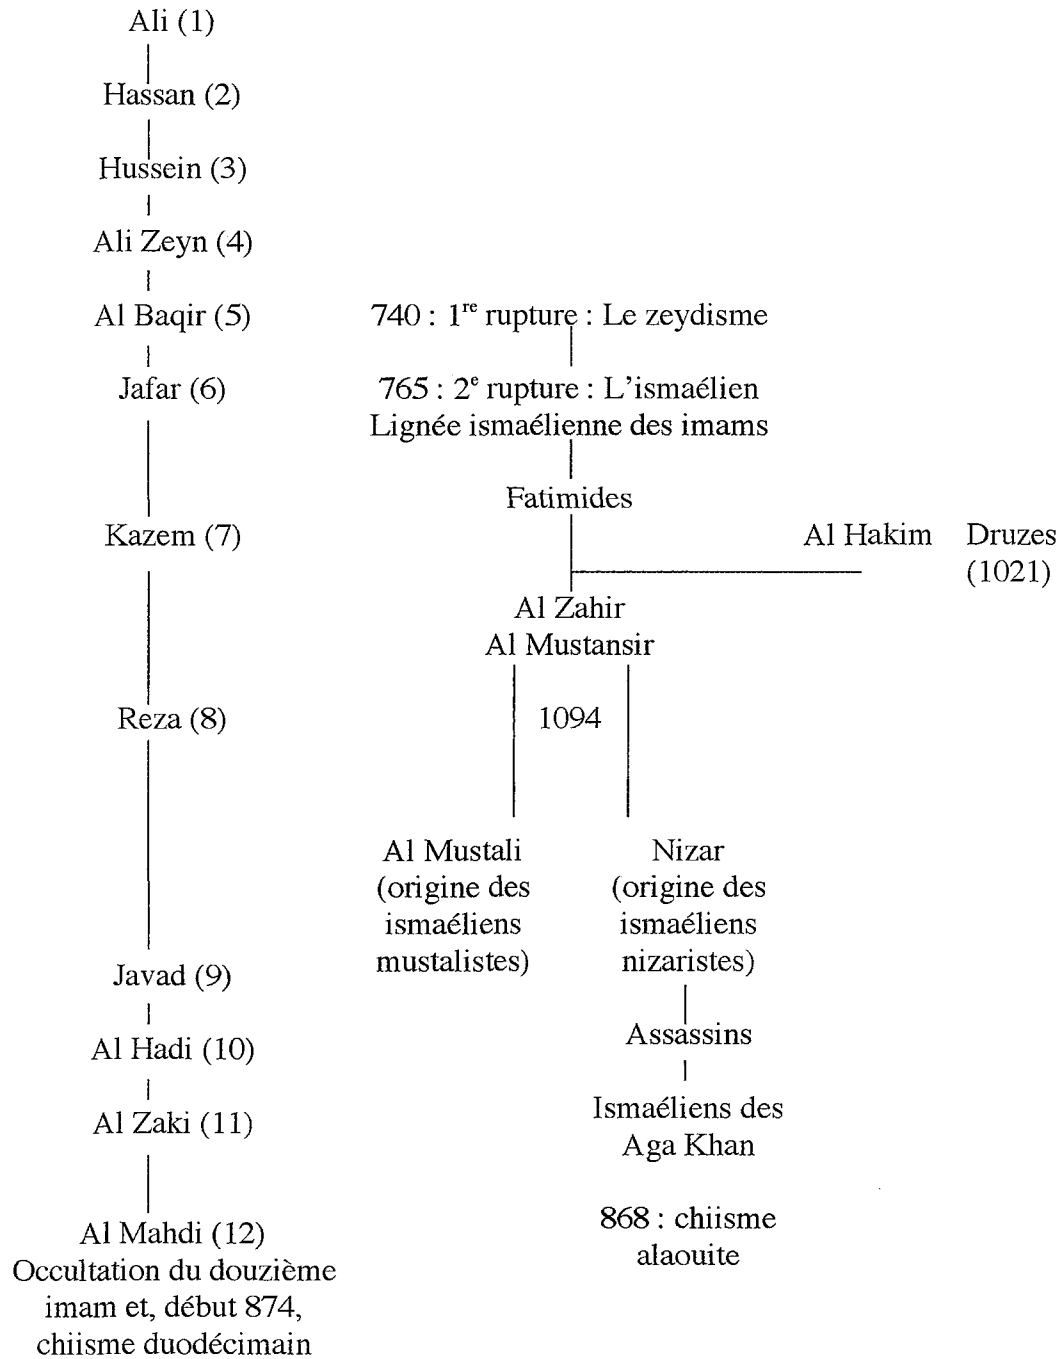 Ali (1)
Hassan (2)
Hussein (3)
Ali Zeyn (4)
Al Baqir (5)
740 : 1re rupture : Le zeydisme
Jafar (6)
765 : 2e rupture : L'ismaélien
Lignée ismaélienne des imams
Fatimides
Kazem (7)
Al Hakim
Druzes
(1021)
Al Zahir
Al Mustansir
Reza (8)
1094
Al Mustali
(origine des
ismaéliens
mustalistes)
Nizar
(origine des
ismaéliens
nizaristes)
Javad (9)
Assassins
Al Hadi (10)
Ismaéliens des
Aga Khan
Al Zaki (11)
868 : chiisme
alaouite
Al Mahdi (12)
Occultation du douzième
imam et, début 874,
chiisme duodécimain